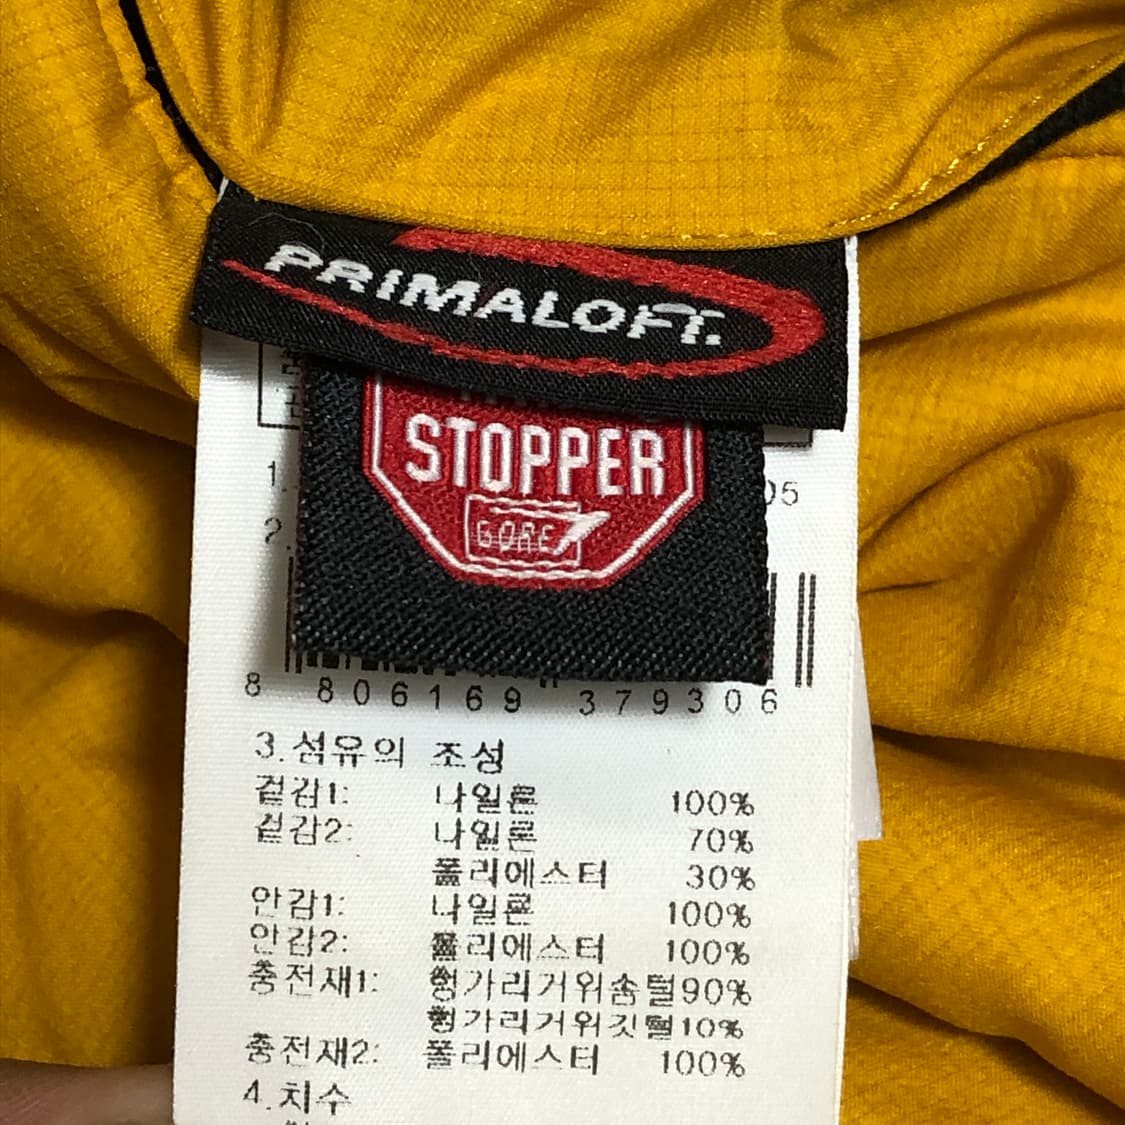 PRIMALOFT.
STOPPER
GORE
1.
05
2.
8 806169 379306
3.섬유의 조성
겉감1: 나일론 100%
겉감2: 나일론 70%
폴리에스터 30%
안감1: 나일론 100%
안감2: 폴리에스터 100%
충전재1: 헝가리거위솜털90%
헝가리거위깃털10%
충전재2: 폴리에스터 100%
4.치수